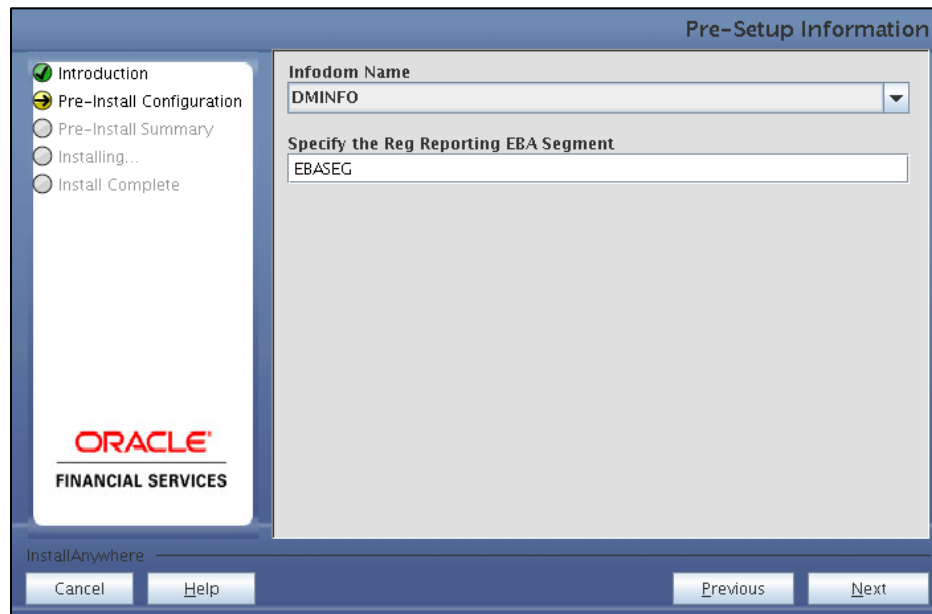 Pre-Setup Information
Introduction
Pre-Install Configuration
Pre-Install Summary
Installing...
Install Complete
Infodom Name
DMINFO
Specify the Reg Reporting EBA Segment
EBASEG
ORACLE'
FINANCIAL SERVICES
InstallAnywhere
Cancel
Help
Previous
Next